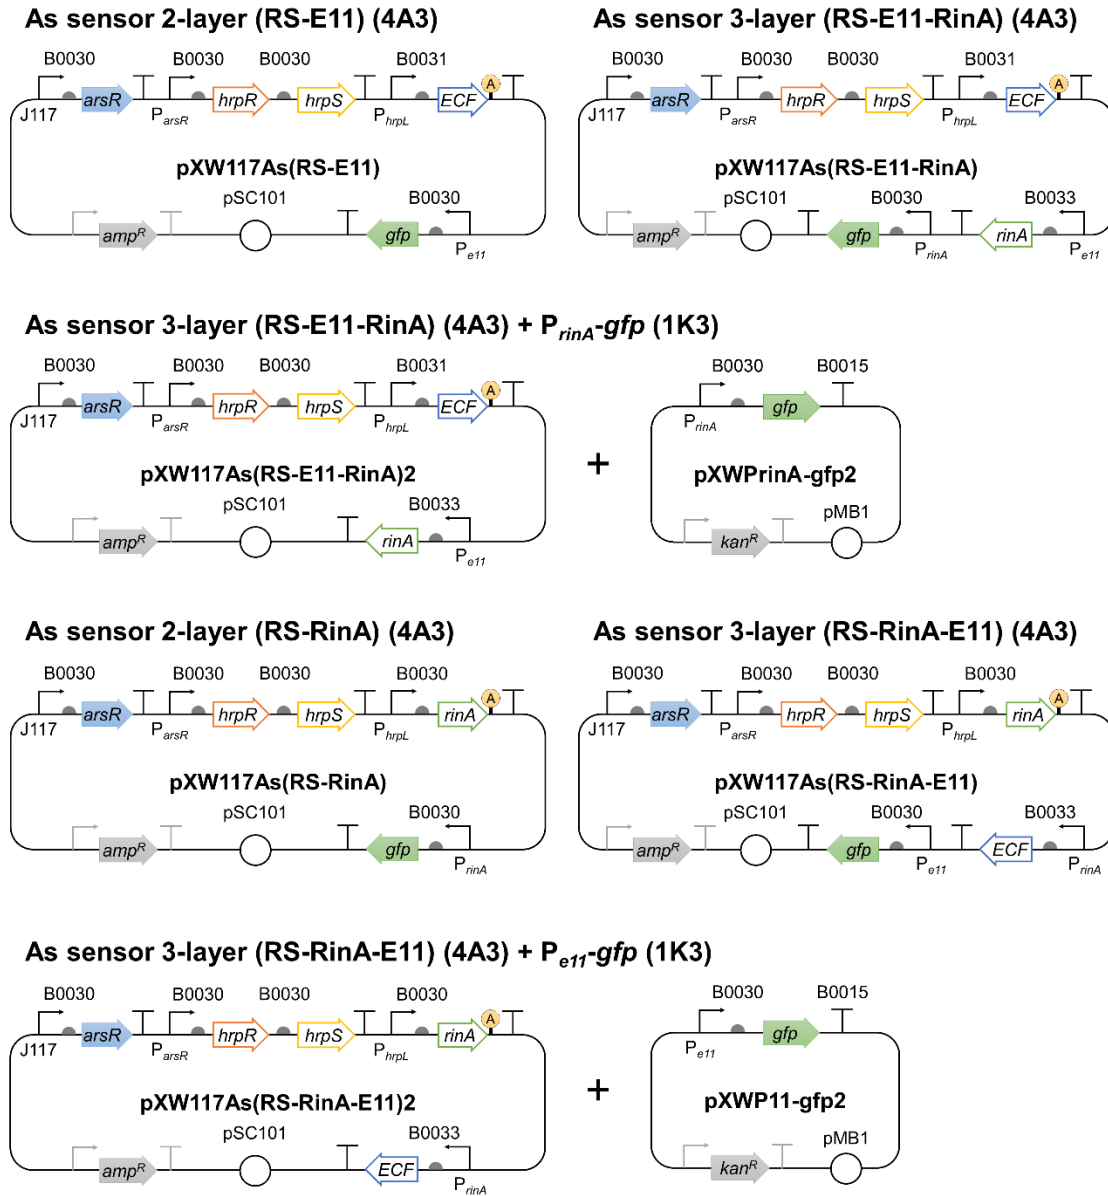 As sensor 2-layer (RS-E11) (4A3)
B0030 B0030 B0030 B0031
arsR hrpR hrpS ECF A
J117 ParsR PhrpL
pXW117As(RS-E11)
pSC101 B0030
ampR gfp
Pe11
As sensor 3-layer (RS-E11-RinA) (4A3)
B0030 B0030 B0030 B0031
arsR hrpR hrpS ECF A
J117 ParsR PhrpL
pXW117As(RS-E11-RinA)
pSC101 B0030 B0033
ampR gfp rinA
PrinA Pe11
As sensor 3-layer (RS-E11-RinA) (4A3) + PrinA-gfp (1K3)
B0030 B0030 B0030 B0031
arsR hrpR hrpS ECF A
J117 ParsR PhrpL
pXW117As(RS-E11-RinA)2
pSC101 B0033
ampR rinA
Pe11
+
B0030 B0015
gfp
PrinA
pXWPrinA-gfp2
pMB1
kanR
As sensor 2-layer (RS-RinA) (4A3)
B0030 B0030 B0030 B0030
arsR hrpR hrpS rinA A
J117 ParsR PhrpL
pXW117As(RS-RinA)
pSC101 B0030
ampR gfp
PrinA
As sensor 3-layer (RS-RinA-E11) (4A3)
B0030 B0030 B0030 B0030
arsR hrpR hrpS rinA A
J117 ParsR PhrpL
pXW117As(RS-RinA-E11)
pSC101 B0030 B0033
ampR gfp ECF
Pe11 PrinA
As sensor 3-layer (RS-RinA-E11) (4A3) + Pe11-gfp (1K3)
B0030 B0030 B0030 B0030
arsR hrpR hrpS rinA A
J117 ParsR PhrpL
pXW117As(RS-RinA-E11)2
pSC101 B0033
ampR ECF
PrinA
+
B0030 B0015
gfp
Pe11
pXWP11-gfp2
pMB1
kanR